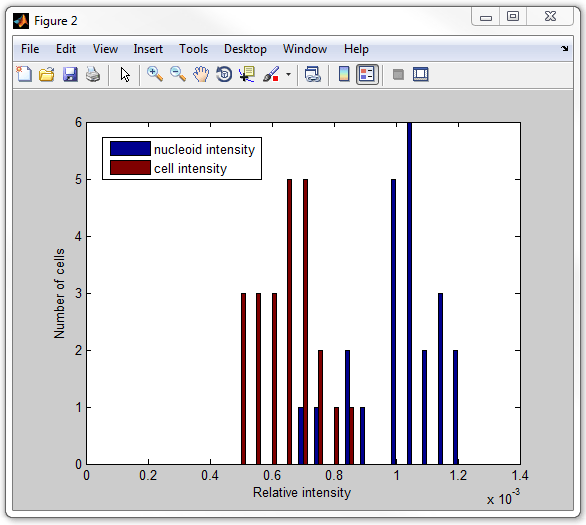 Figure 2
File Edit View Insert Tools Desktop Window Help
nucleoid intensity
cell intensity
6
5
4
3
2
1
0
Number of cells
0 0.2 0.4 0.6 0.8 1 1.2 1.4
Relative intensity
x 10^-3